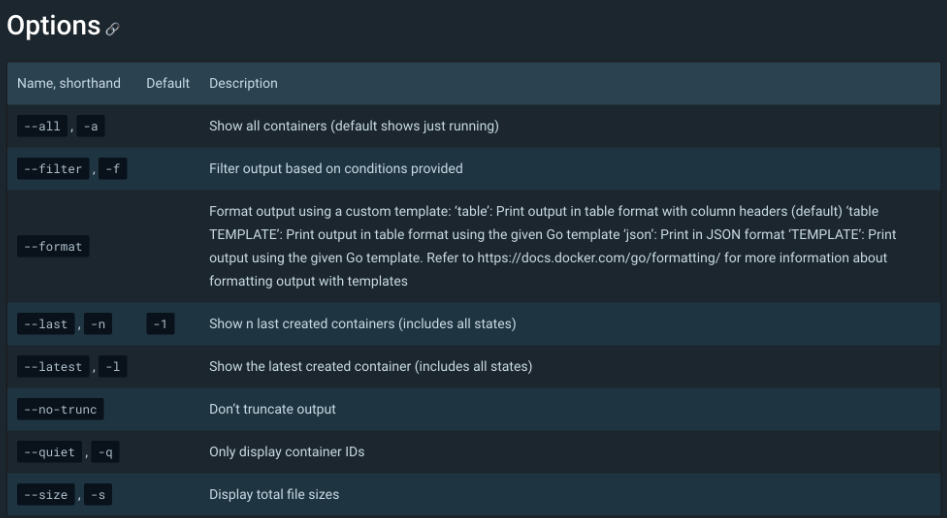 Options
Name, shorthand Default Description
--all , -a Show all containers (default shows just running)
--filter , -f Filter output based on conditions provided
Format output using a custom template: ‘table’: Print output in table format with column headers (default) ‘table
TEMPLATE’: Print output in table format using the given Go template ‘json’: Print in JSON format ‘TEMPLATE’: Print
--format
output using the given Go template. Refer to https://docs.docker.com/go/formatting/ for more information about
formatting output with templates
--last , -n -1 Show n last created containers (includes all states)
--latest , -l Show the latest created container (includes all states)
--no-trunc Don’t truncate output
--quiet , -q Only display container IDs
--size , -s Display total file sizes